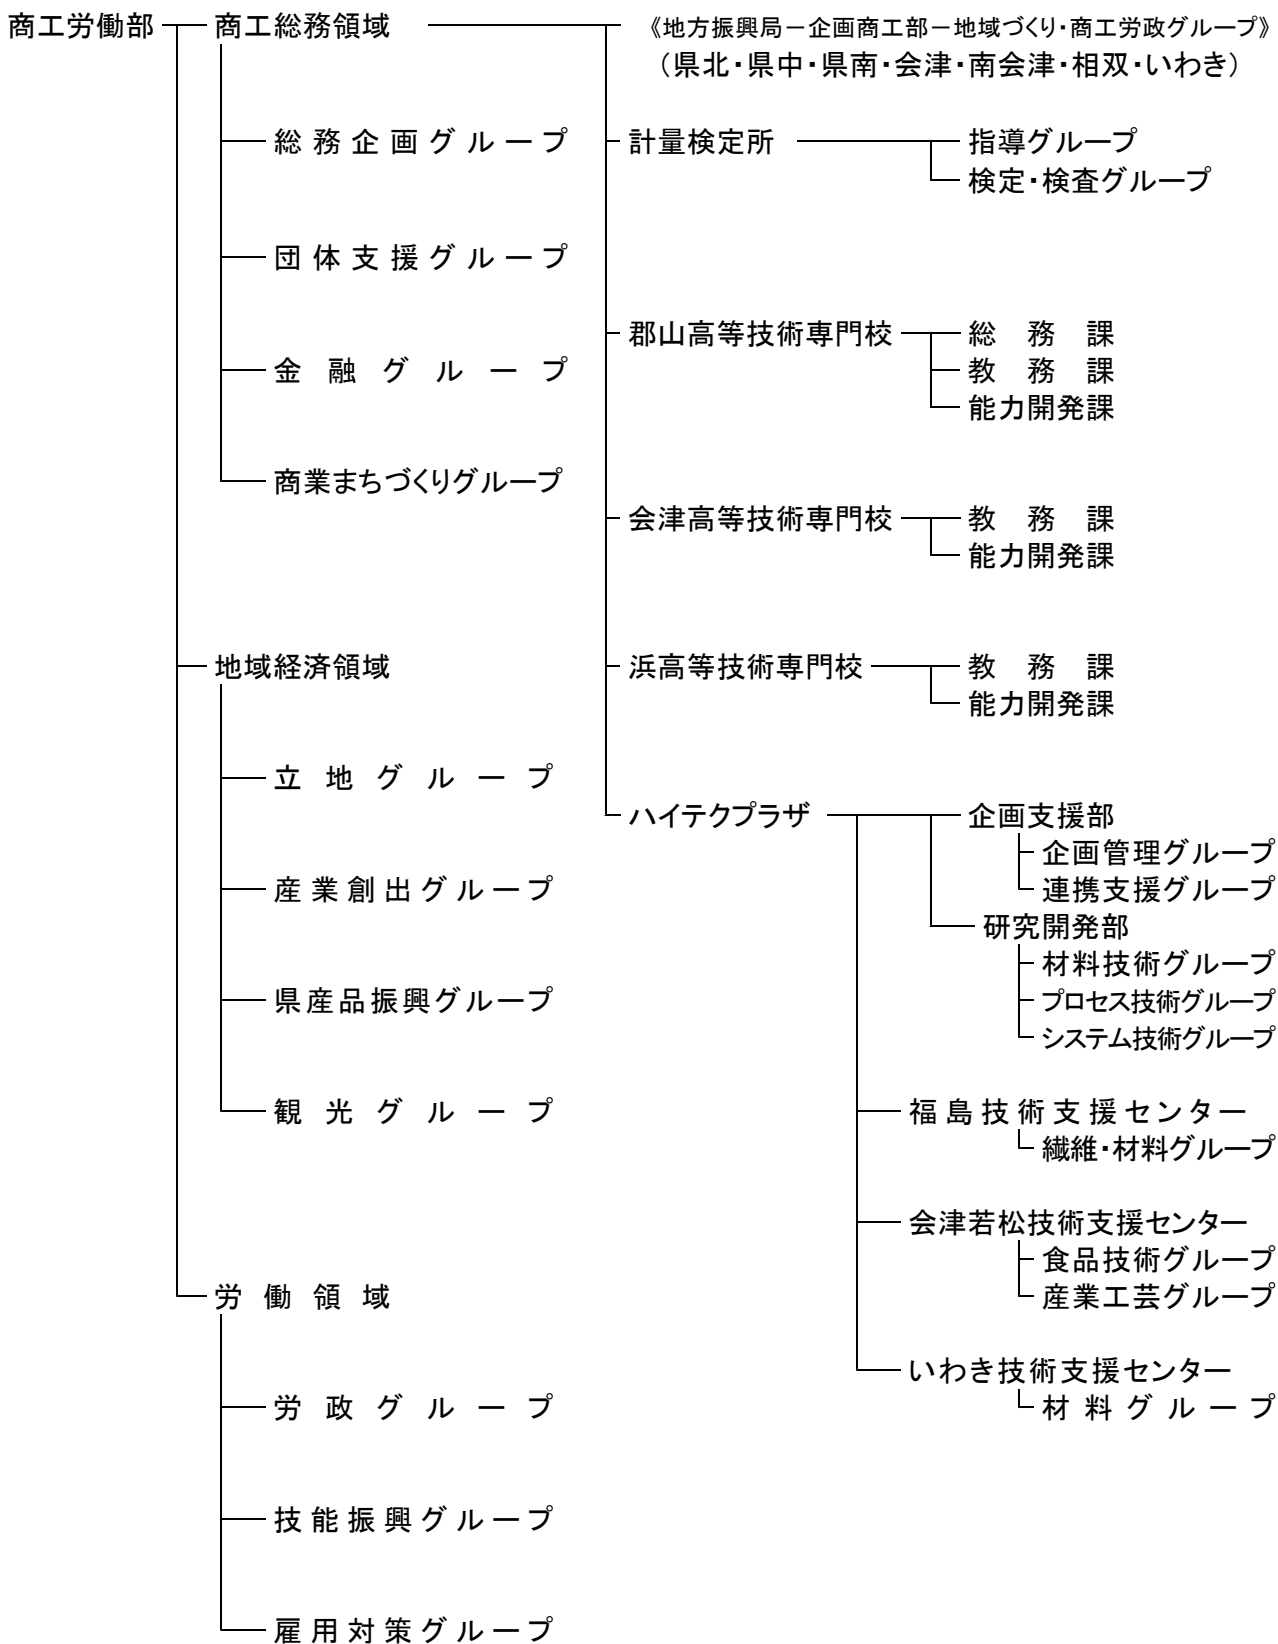 商工労働部
商工総務領域
総務企画グループ
団体支援グループ
金融グループ
商業まちづくりグループ
地域経済領域
立地グループ
産業創出グループ
県産品振興グループ
観光グループ
労働領域
労政グループ
技能振興グループ
雇用対策グループ
《地方振興局－企画商工部－地域づくり・商工労政グループ》
（県北・県中・県南・会津・南会津・相双・いわき）
計量検定所
指導グループ
検定・検査グループ
郡山高等技術専門校
総務課
教務課
能力開発課
会津高等技術専門校
教務課
能力開発課
浜高等技術専門校
教務課
能力開発課
ハイテクプラザ
企画支援部
企画管理グループ
連携支援グループ
研究開発部
材料技術グループ
プロセス技術グループ
システム技術グループ
福島技術支援センター
繊維・材料グループ
会津若松技術支援センター
食品技術グループ
産業工芸グループ
いわき技術支援センター
材料グループ